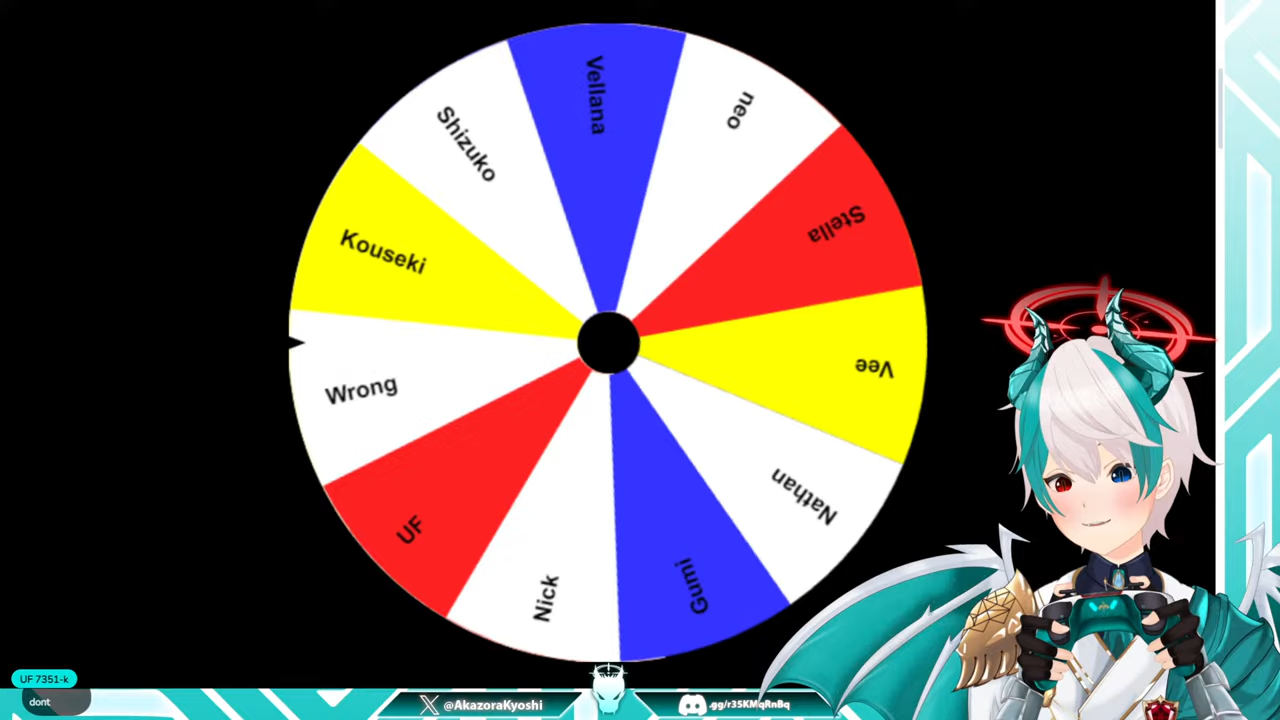 Vellana
neo
Shizuko
Stella
Kouseki
Vee
Wrong
Nathan
UF
Gumi
Nick
UF 7351-k
dont
@AkazoraKyoshi
.gg/r35KMqRnBq